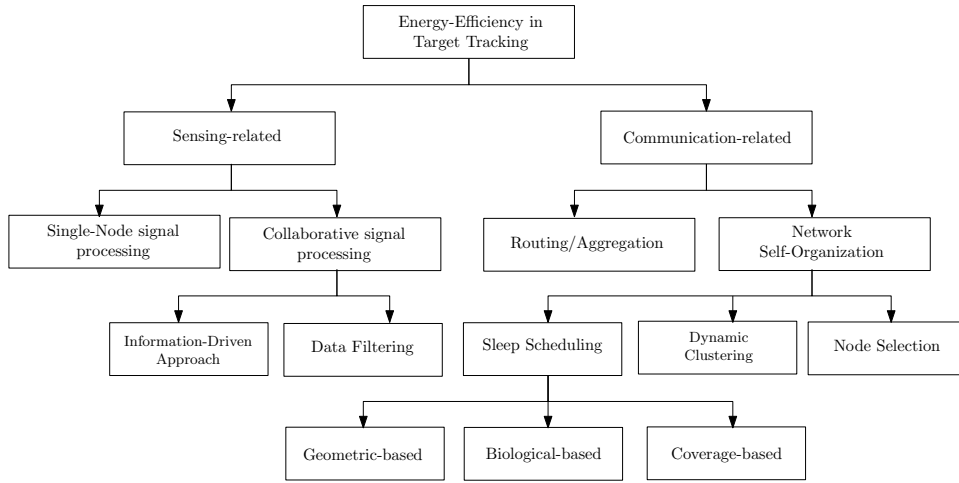 Energy-Efficiency in
Target Tracking
Sensing-related
Communication-related
Single-Node signal
processing
Collaborative signal
processing
Routing/Aggregation
Network
Self-Organization
Information-Driven
Approach
Data Filtering
Sleep Scheduling
Dynamic
Clustering
Node Selection
Geometric-based
Biological-based
Coverage-based